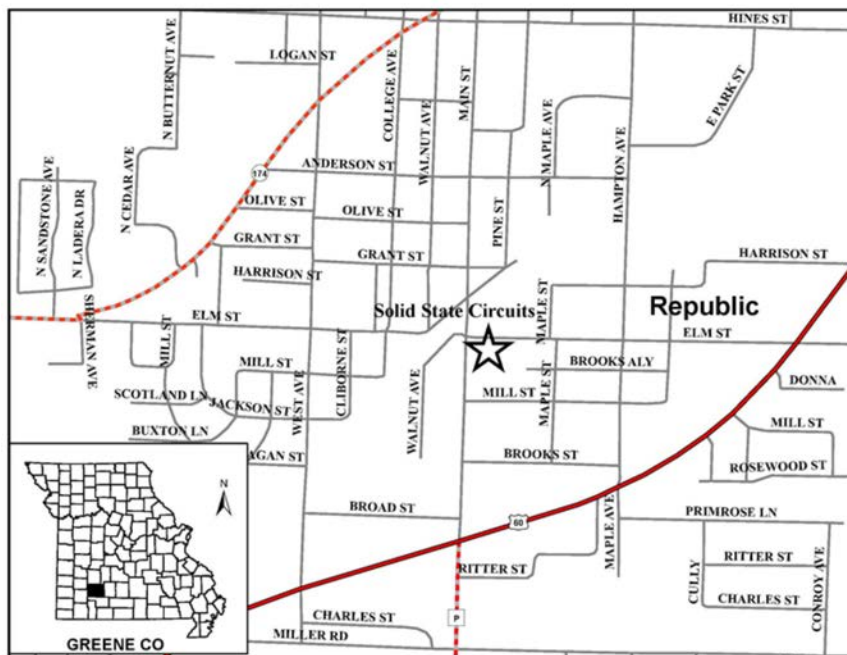 HINES ST
LOGAN ST
N BUTTERNUT AVE
COLLEGE AVE
WALNUT AVE
MAIN ST
E PARK ST
N MAPLE AVE
HAMPTON AVE
174
ANDERSON ST
N CEDAR AVE
N SANDSTONE AVE
N LADERA DR
OLIVE ST
OLIVE ST
PINE ST
GRANT ST
GRANT ST
HARRISON ST
HARRISON ST
SHERMAN AVE
ELM ST
Solid State Circuits
MAPLE ST
Republic
ELM ST
MILL ST
MILL ST
CLIBORNE ST
WALNUT AVE
BROOKS ALY
DONNA
SCOTLAND LN
JACKSON ST
WEST AVE
MILL ST
MAPLE ST
MILL ST
BUXTON LN
AGAN ST
BROOKS ST
ROSEWOOD ST
N
BROAD ST
60
MAPLE AVE
PRIMROSE LN
RITTER ST
CULLY
RITTER ST
CONROY AVE
CHARLES ST
CHARLES ST
P
MILLER RD
GREENE CO